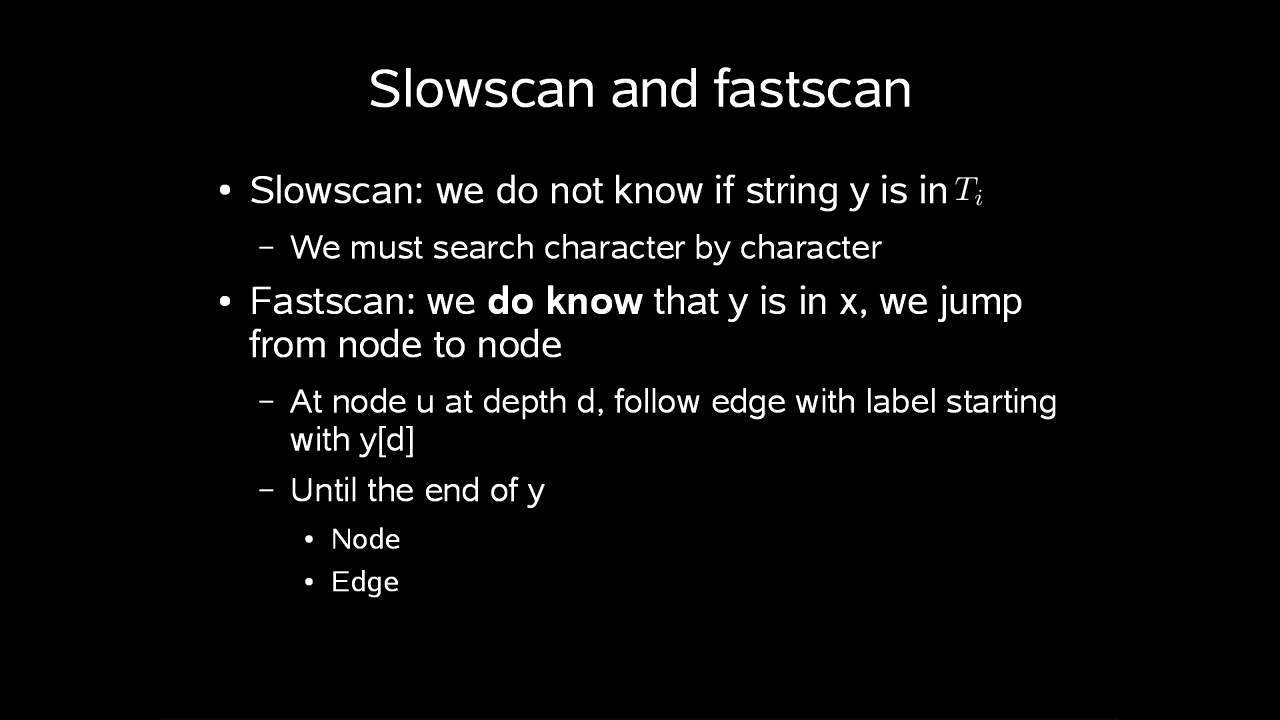 Slowscan and fastscan
• Slowscan: we do not know if string y is in T_i
– We must search character by character
• Fastscan: we do know that y is in x, we jump
from node to node
– At node u at depth d, follow edge with label starting
with y[d]
– Until the end of y
• Node
• Edge